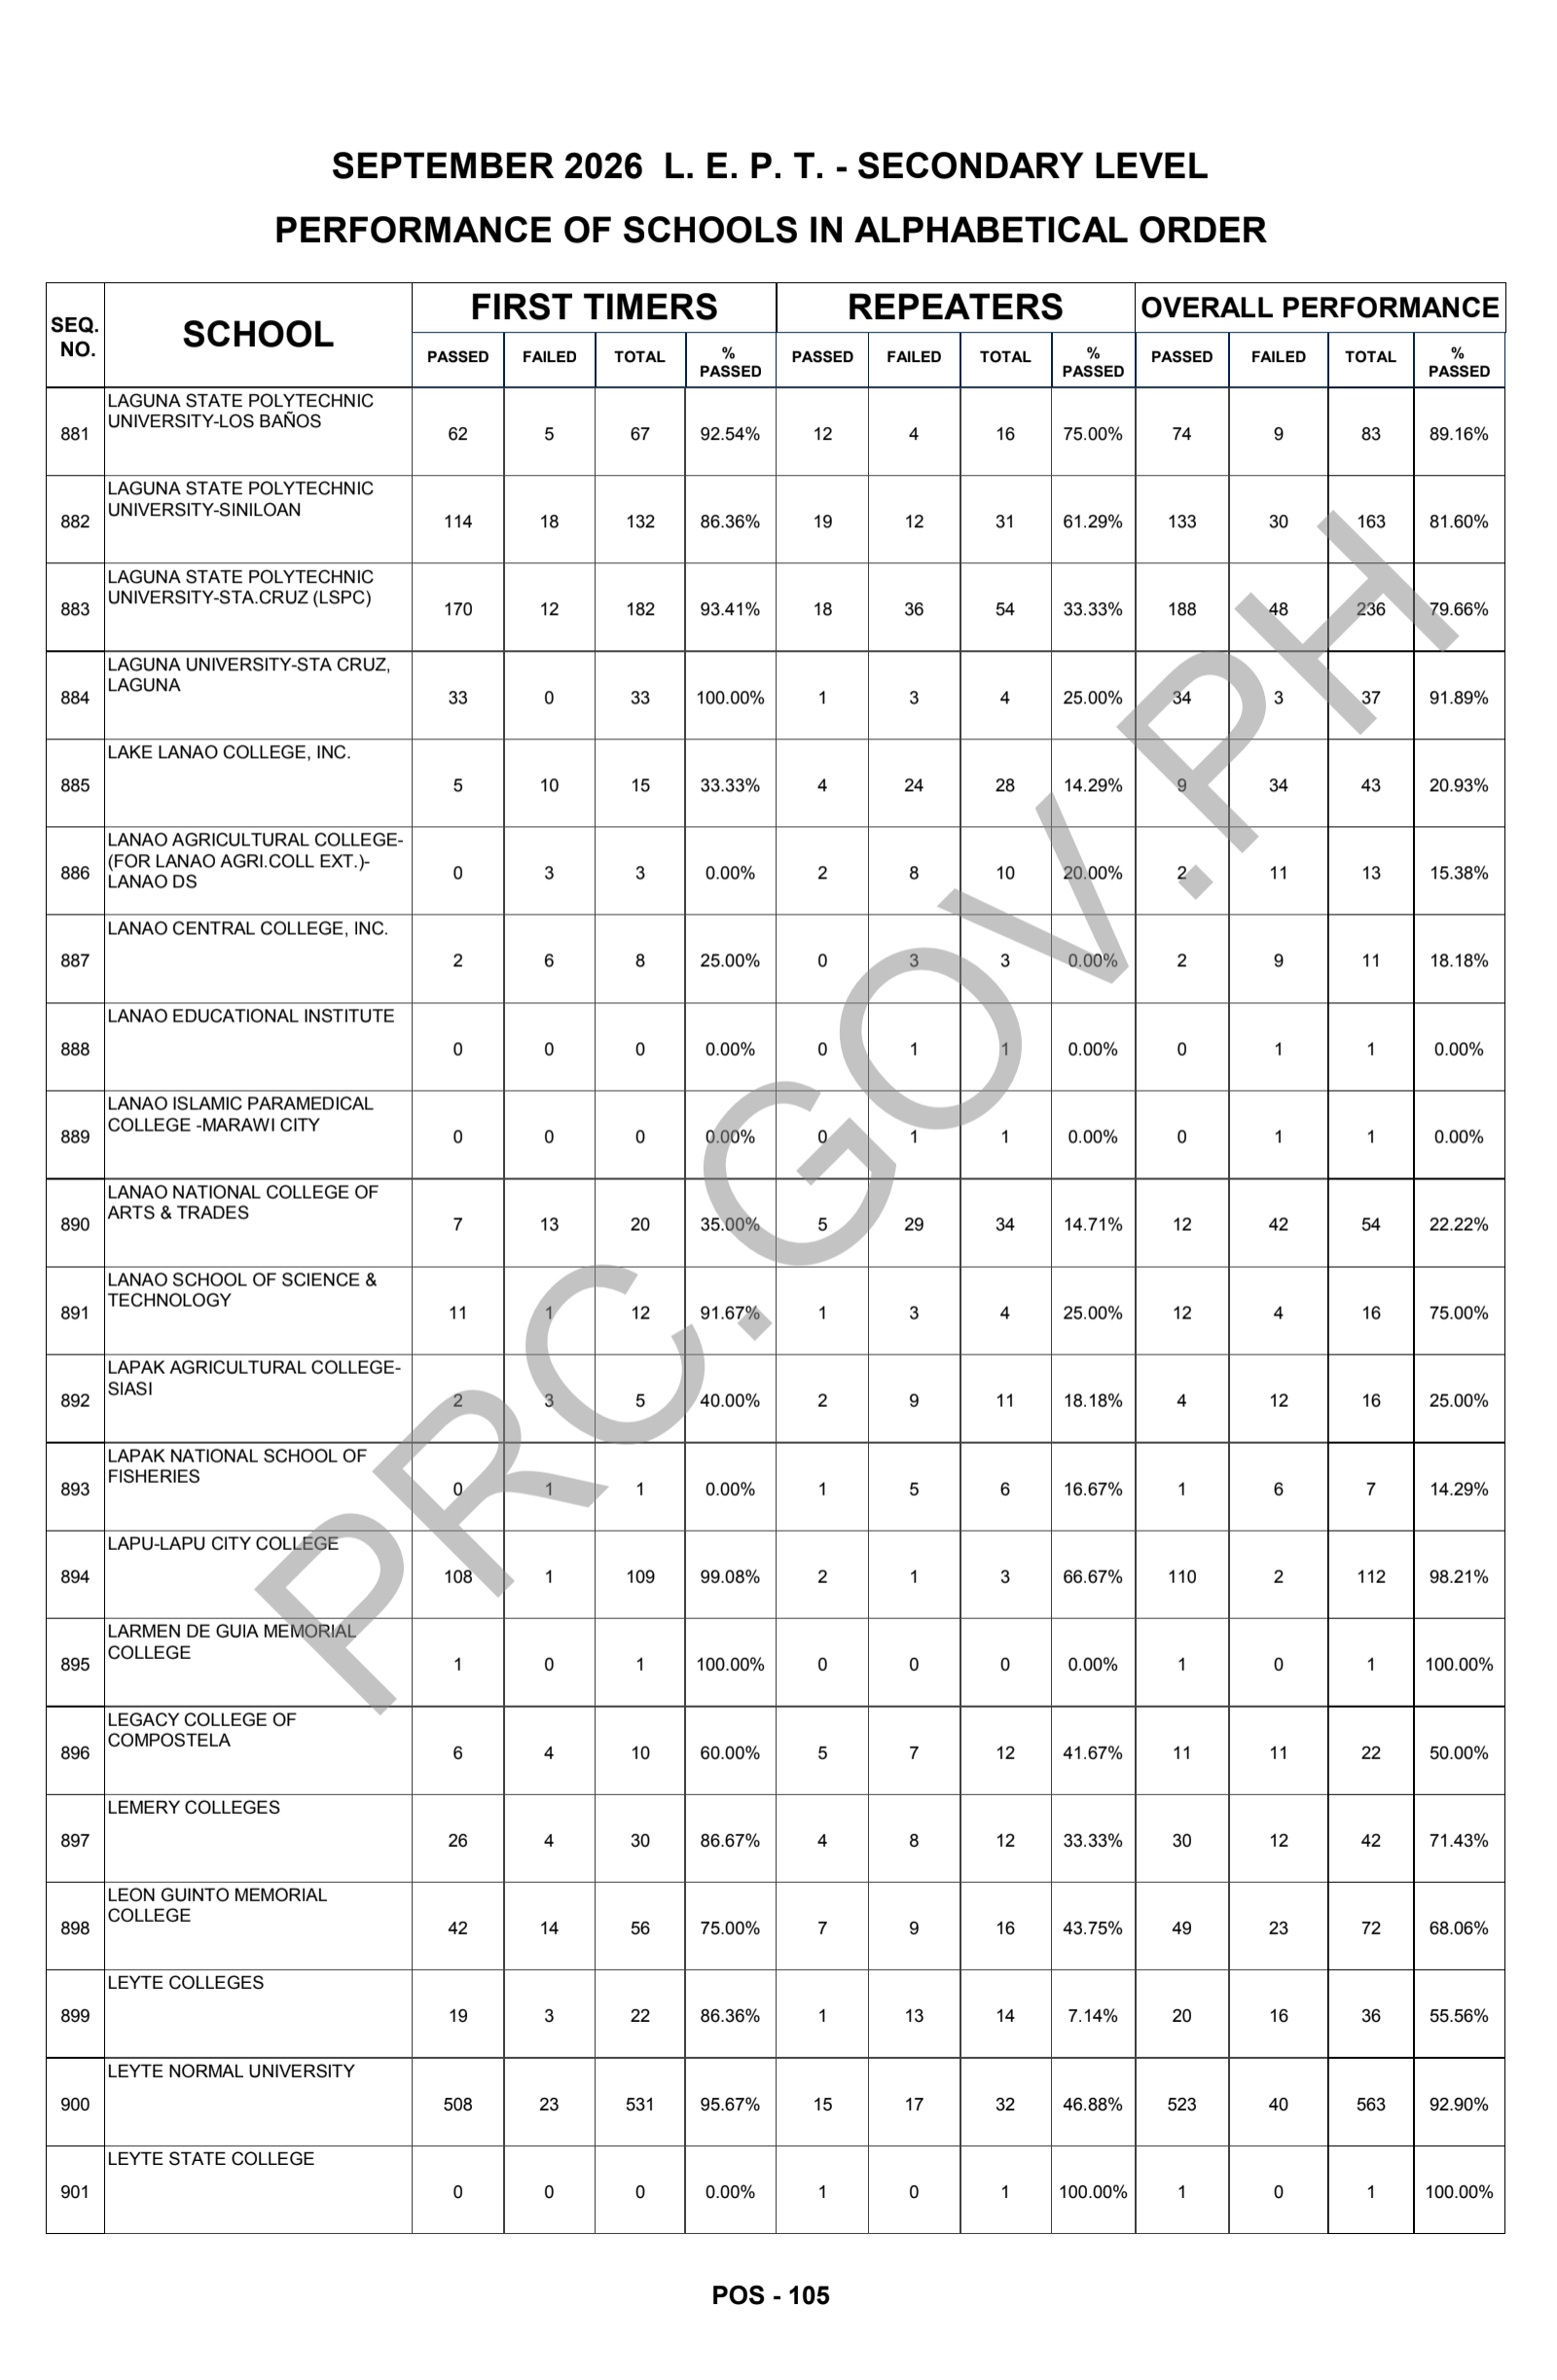 SEPTEMBER 2026 L. E. P. T. - SECONDARY LEVEL
PERFORMANCE OF SCHOOLS IN ALPHABETICAL ORDER
SEQ. NO. SCHOOL FIRST TIMERS REPEATERS OVERALL PERFORMANCE
PASSED FAILED TOTAL % PASSED PASSED FAILED TOTAL % PASSED PASSED FAILED TOTAL % PASSED
881 LAGUNA STATE POLYTECHNIC UNIVERSITY-LOS BAÑOS 62 5 67 92.54% 12 4 16 75.00% 74 9 83 89.16%
882 LAGUNA STATE POLYTECHNIC UNIVERSITY-SINILOAN 114 18 132 86.36% 19 12 31 61.29% 133 30 163 81.60%
883 LAGUNA STATE POLYTECHNIC UNIVERSITY-STA.CRUZ (LSPC) 170 12 182 93.41% 18 36 54 33.33% 188 48 236 79.66%
884 LAGUNA UNIVERSITY-STA CRUZ, LAGUNA 33 0 33 100.00% 1 3 4 25.00% 34 3 37 91.89%
885 LAKE LANAO COLLEGE, INC. 5 10 15 33.33% 4 24 28 14.29% 9 34 43 20.93%
886 LANAO AGRICULTURAL COLLEGE-(FOR LANAO AGRI.COLL EXT.)-LANAO DS 0 3 3 0.00% 2 8 10 20.00% 2 11 13 15.38%
887 LANAO CENTRAL COLLEGE, INC. 2 6 8 25.00% 0 3 3 0.00% 2 9 11 18.18%
888 LANAO EDUCATIONAL INSTITUTE 0 0 0 0.00% 0 1 1 0.00% 0 1 1 0.00%
889 LANAO ISLAMIC PARAMEDICAL COLLEGE -MARAWI CITY 0 0 0 0.00% 0 1 1 0.00% 0 1 1 0.00%
890 LANAO NATIONAL COLLEGE OF ARTS & TRADES 7 13 20 35.00% 5 29 34 14.71% 12 42 54 22.22%
891 LANAO SCHOOL OF SCIENCE & TECHNOLOGY 11 1 12 91.67% 1 3 4 25.00% 12 4 16 75.00%
892 LAPAK AGRICULTURAL COLLEGE-SIASI 2 3 5 40.00% 2 9 11 18.18% 4 12 16 25.00%
893 LAPAK NATIONAL SCHOOL OF FISHERIES 0 1 1 0.00% 1 5 6 16.67% 1 6 7 14.29%
894 LAPU-LAPU CITY COLLEGE 108 1 109 99.08% 2 1 3 66.67% 110 2 112 98.21%
895 LARMEN DE GUIA MEMORIAL COLLEGE 1 0 1 100.00% 0 0 0 0.00% 1 0 1 100.00%
896 LEGACY COLLEGE OF COMPOSTELA 6 4 10 60.00% 5 7 12 41.67% 11 11 22 50.00%
897 LEMERY COLLEGES 26 4 30 86.67% 4 8 12 33.33% 30 12 42 71.43%
898 LEON GUINTO MEMORIAL COLLEGE 42 14 56 75.00% 7 9 16 43.75% 49 23 72 68.06%
899 LEYTE COLLEGES 19 3 22 86.36% 1 13 14 7.14% 20 16 36 55.56%
900 LEYTE NORMAL UNIVERSITY 508 23 531 95.67% 15 17 32 46.88% 523 40 563 92.90%
901 LEYTE STATE COLLEGE 0 0 0 0.00% 1 0 1 100.00% 1 0 1 100.00%
PRC.GOV.PH
POS - 105